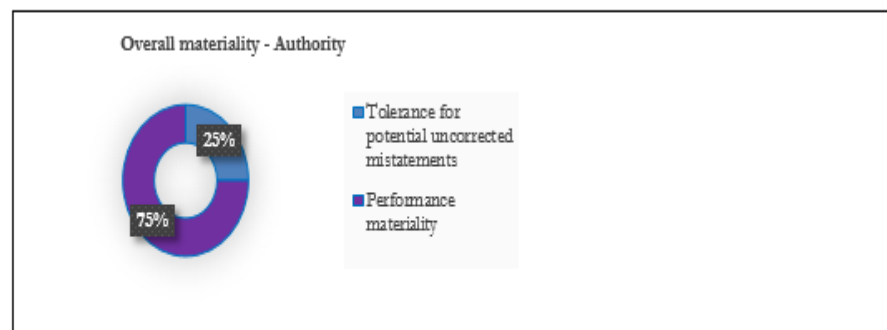 Overall materiality - Authority
25%
75%
Tolerance for
potential uncorrected
mistatements
Performance
materiality